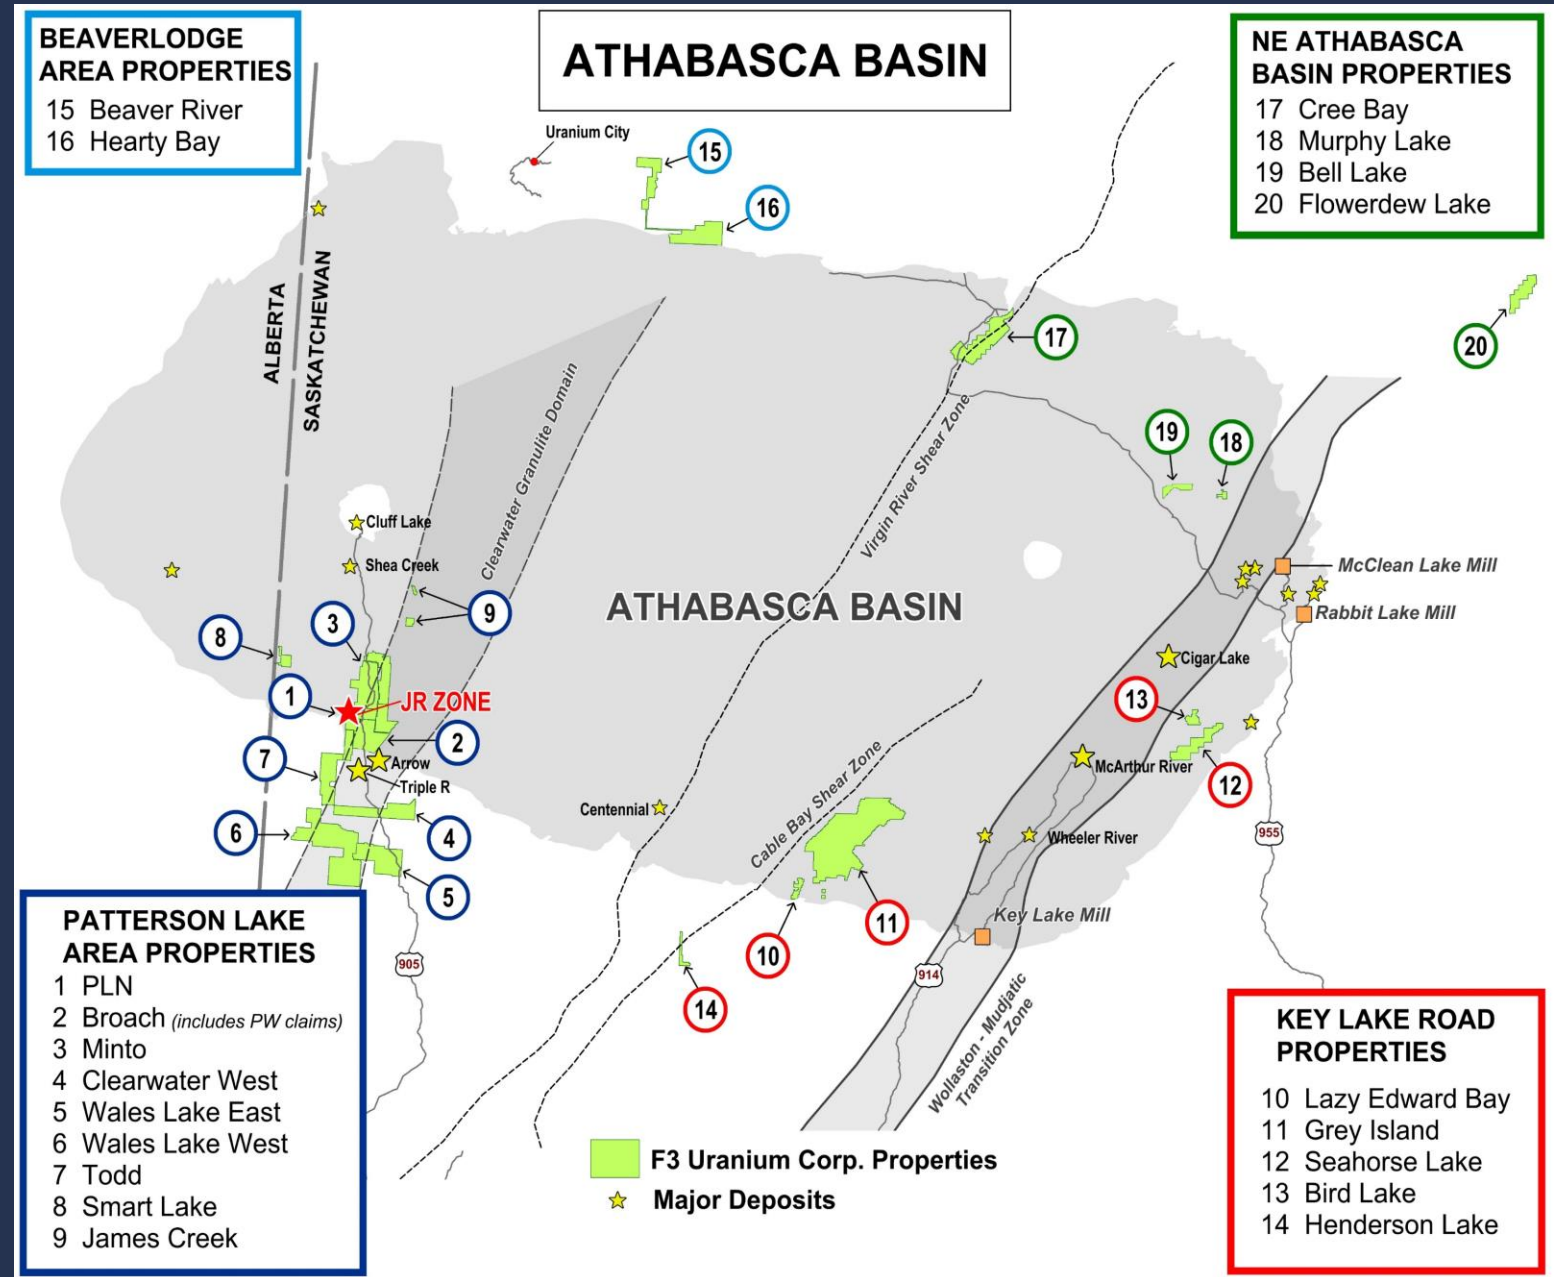 BEAVERLODGE
AREA PROPERTIES
15 Beaver River
16 Hearty Bay
ATHABASCA BASIN
NE ATHABASCA
BASIN PROPERTIES
17 Cree Bay
18 Murphy Lake
19 Bell Lake
20 Flowerdew Lake
Uranium City
15
16
ALBERTA
SASKATCHEWAN
17
20
Clearwater Granulite Domain
Virgin River Shear Zone
19
18
Cluff Lake
Shea Creek
McClean Lake Mill
9
ATHABASCA BASIN
Rabbit Lake Mill
3
8
Cigar Lake
1
JR ZONE
13
2
7
Arrow
Triple R
McArthur River
12
Cable Bay Shear Zone
Centennial
6
4
Wheeler River
955
5
11
Key Lake Mill
10
905
914
14
Wollaston - Mudjatic
Transition Zone
PATTERSON LAKE
AREA PROPERTIES
1 PLN
2 Broach (includes PW claims)
3 Minto
4 Clearwater West
5 Wales Lake East
6 Wales Lake West
7 Todd
8 Smart Lake
9 James Creek
F3 Uranium Corp. Properties
Major Deposits
KEY LAKE ROAD
PROPERTIES
10 Lazy Edward Bay
11 Grey Island
12 Seahorse Lake
13 Bird Lake
14 Henderson Lake